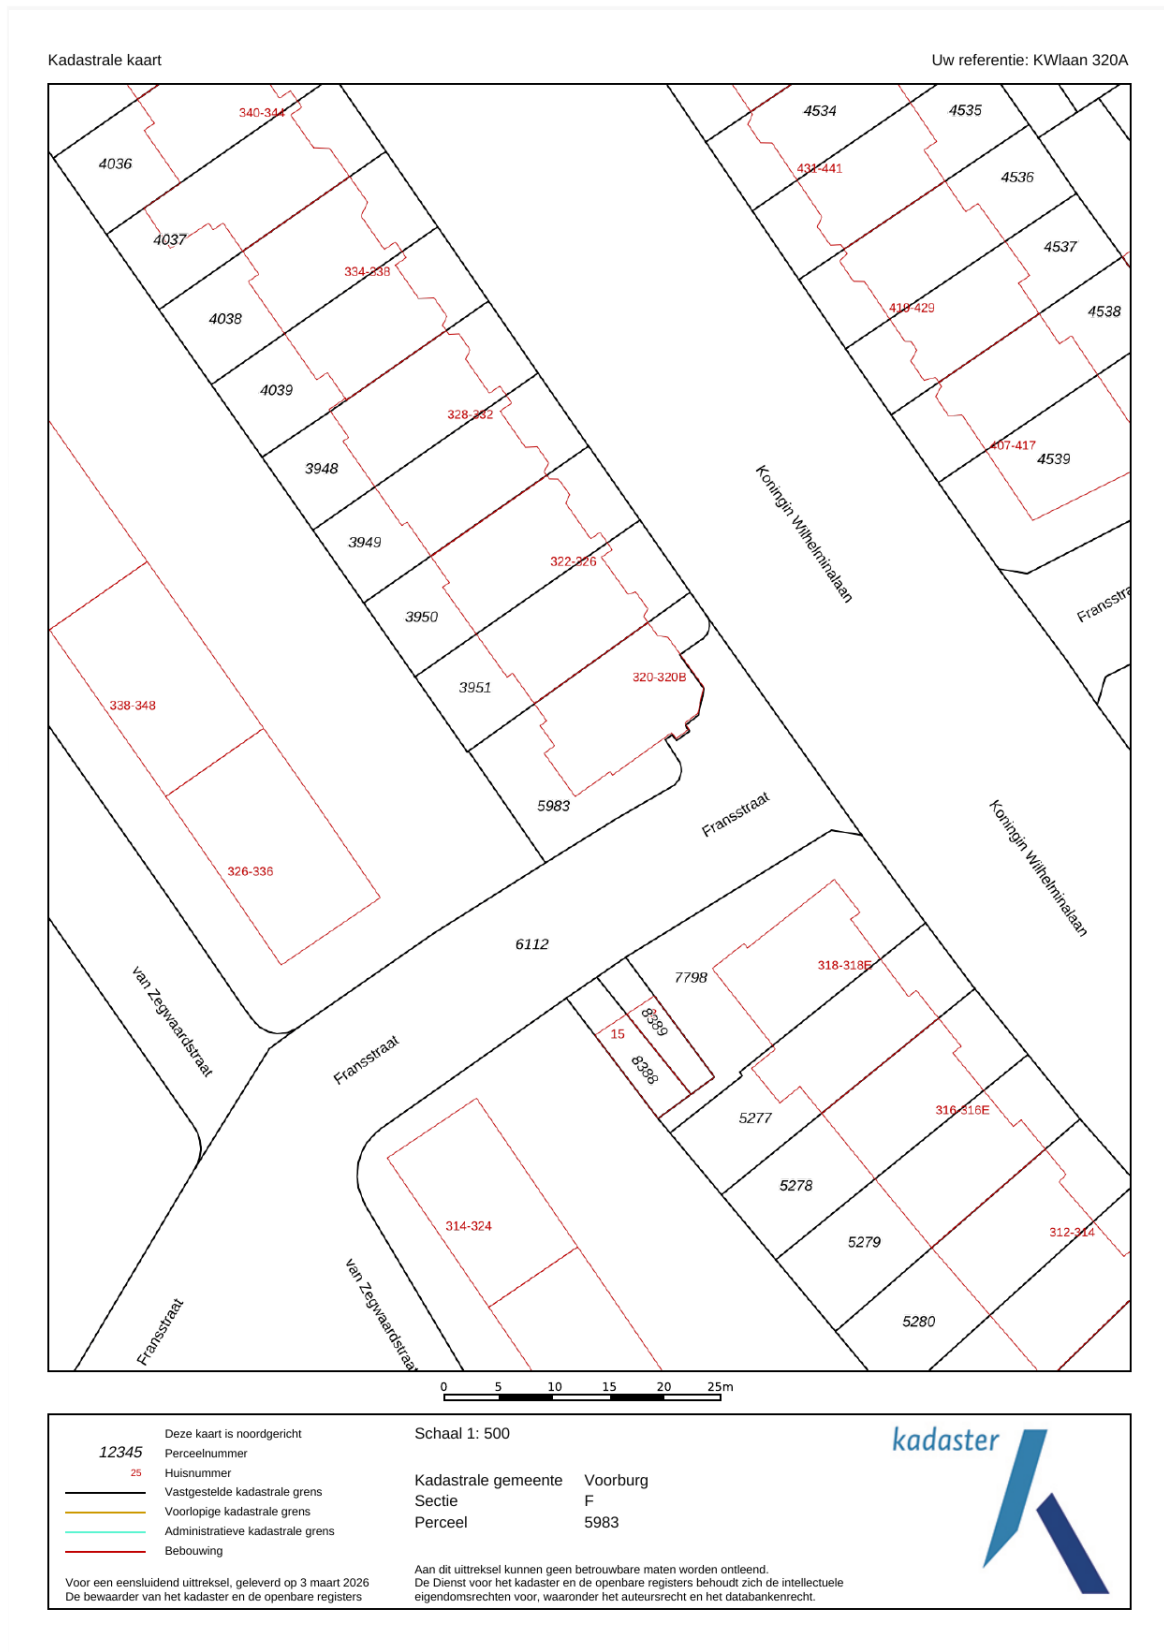 Kadastrale kaart
Uw referentie: KWlaan 320A
340-344
4534
4535
4036
431-441
4536
4037
4537
334-338
419-429
4538
4038
4039
328-332
407-417
4539
3948
Koningin Wilhelminalaan
3949
322-326
Fransstra
3950
320-320B
3951
338-348
5983
Fransstraat
Koningin Wilhelminalaan
326-336
6112
318-318E
7798
van Zegwaardstraat
8389
15
Fransstraat
8388
316-316E
5277
5278
314-324
312-314
5279
van Zegwaardstraat
5280
Fransstraat
0 5 10 15 20 25m
Deze kaart is noordgericht
12345 Perceelnummer
25 Huisnummer
Vastgestelde kadastrale grens
Voorlopige kadastrale grens
Administratieve kadastrale grens
Bebouwing
Voor een eensluidend uittreksel, geleverd op 3 maart 2026
De bewaarder van het kadaster en de openbare registers
Schaal 1: 500
Kadastrale gemeente Voorburg
Sectie F
Perceel 5983
Aan dit uittreksel kunnen geen betrouwbare maten worden ontleend.
De Dienst voor het kadaster en de openbare registers behoudt zich de intellectuele
eigendomsrechten voor, waaronder het auteursrecht en het databankenrecht.
kadaster